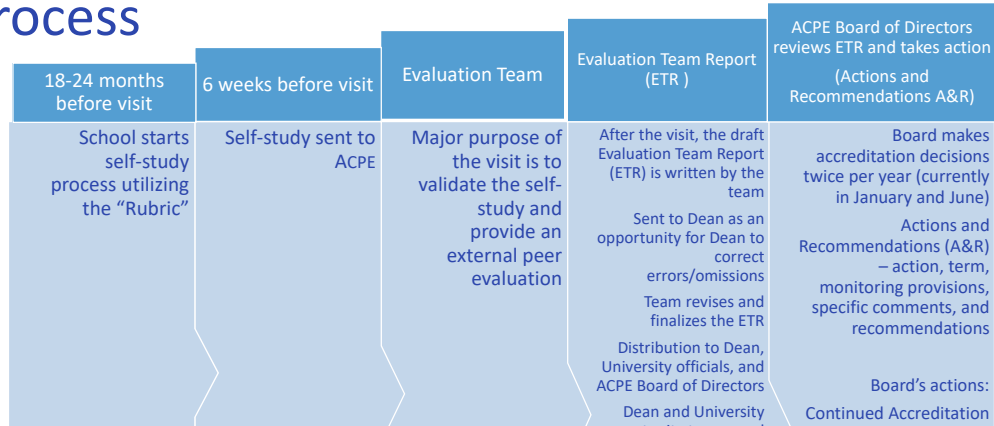 rocess
18-24 months
before visit
School starts
self-study
process utilizing
the “Rubric”
6 weeks before visit
Self-study sent to
ACPE
Evaluation Team
Major purpose of
the visit is to
validate the self-
study and
provide an
external peer
evaluation
Evaluation Team Report
(ETR )
After the visit, the draft
Evaluation Team Report
(ETR) is written by the
team
Sent to Dean as an
opportunity for Dean to
correct
errors/omissions
Team revises and
finalizes the ETR
Distribution to Dean,
University officials, and
ACPE Board of Directors
Dean and University
ACPE Board of Directors
reviews ETR and takes action
(Actions and
Recommendations A&R)
Board makes
accreditation decisions
twice per year (currently
in January and June)
Actions and
Recommendations (A&R)
– action, term,
monitoring provisions,
specific comments, and
recommendations
Board’s actions:
Continued Accreditation